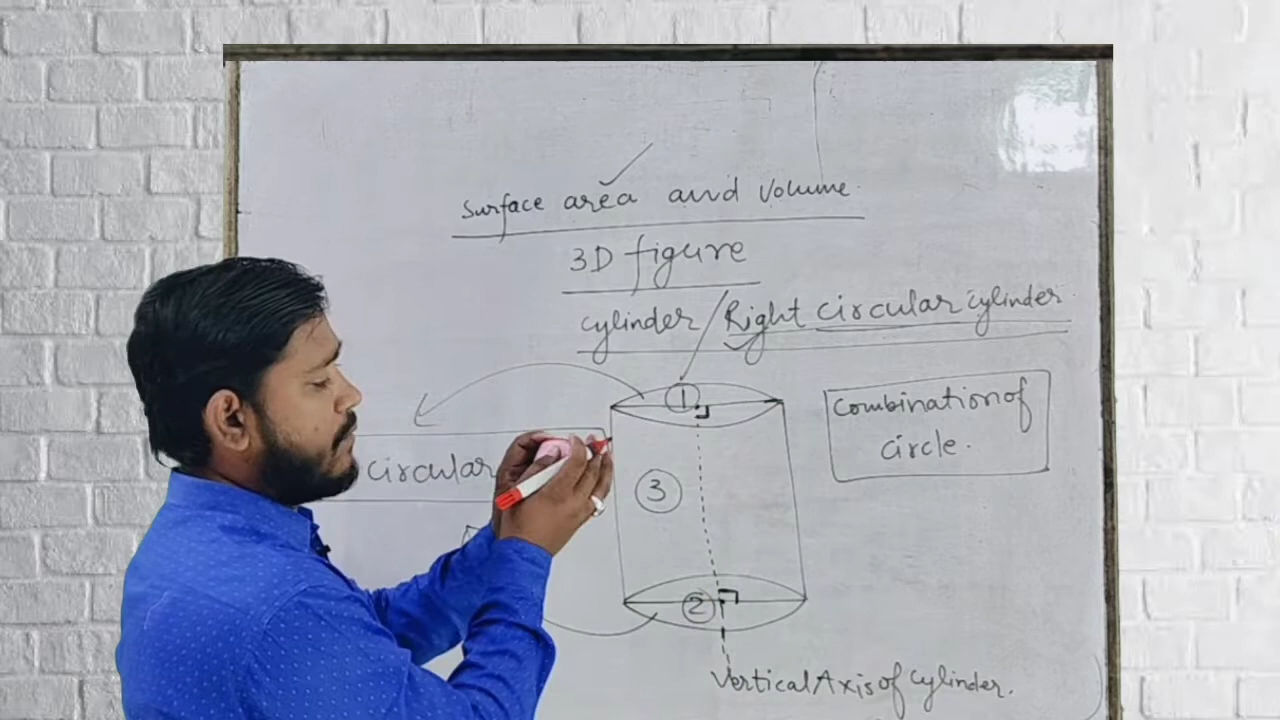 Surface area and Volume.
3D figure
cylinder / Right circular cylinder
1
Combination of
circle.
circular
3
2
Vertical Axis of cylinder.